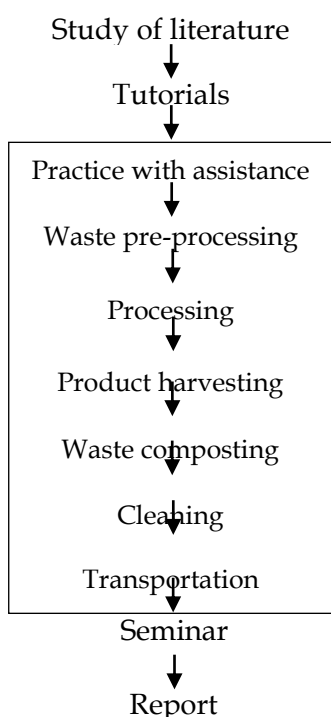 Study of literature
Tutorials
Practice with assistance
Waste pre-processing
Processing
Product harvesting
Waste composting
Cleaning
Transportation
Seminar
Report